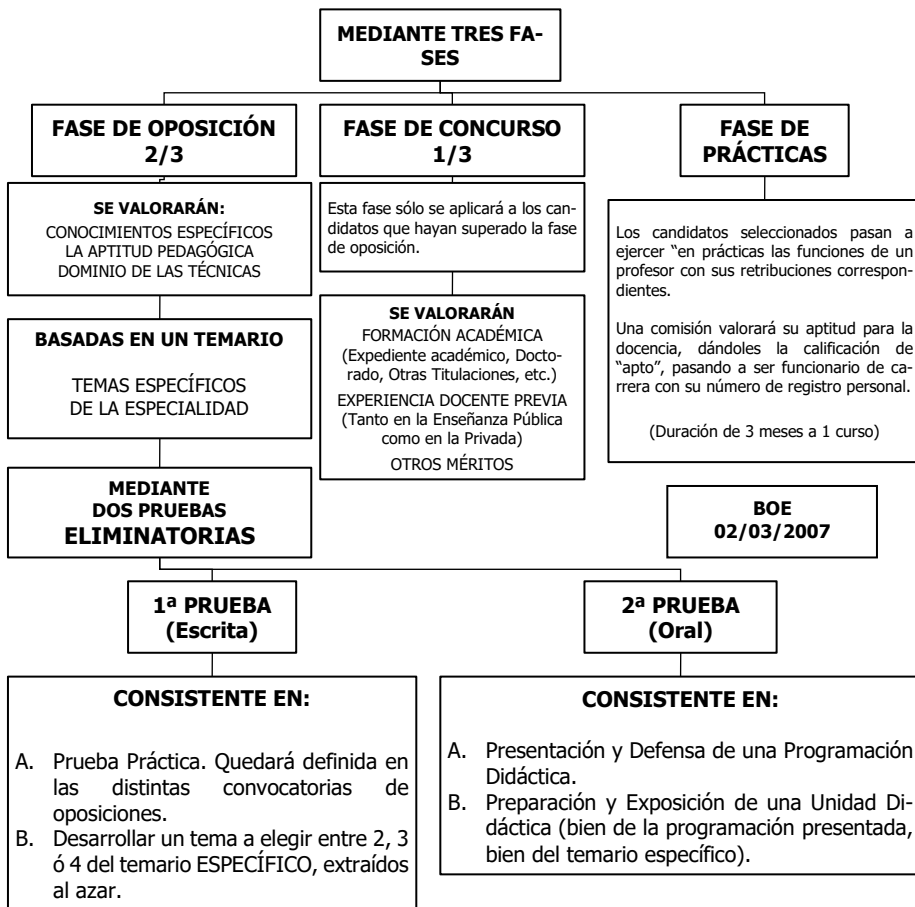 MEDIANTE TRES FA-
SES
FASE DE OPOSICIÓN
2/3
SE VALORARÁN:
CONOCIMIENTOS ESPECÍFICOS
LA APTITUD PEDAGÓGICA
DOMINIO DE LAS TÉCNICAS
BASADAS EN UN TEMARIO
TEMAS ESPECÍFICOS
DE LA ESPECIALIDAD
MEDIANTE
DOS PRUEBAS
ELIMINATORIAS
FASE DE CONCURSO
1/3
Esta fase sólo se aplicará a los can-
didatos que hayan superado la fase
de oposición.
SE VALORARÁN
FORMACIÓN ACADÉMICA
(Expediente académico, Docto-
rado, Otras Titulaciones, etc.)
EXPERIENCIA DOCENTE PREVIA
(Tanto en la Enseñanza Pública
como en la Privada)
OTROS MÉRITOS
FASE DE
PRÁCTICAS
Los candidatos seleccionados pasan a
ejercer “en prácticas las funciones de un
profesor con sus retribuciones correspon-
dientes.
Una comisión valorará su aptitud para la
docencia, dándoles la calificación de
“apto”, pasando a ser funcionario de ca-
rrera con su número de registro personal.
(Duración de 3 meses a 1 curso)
BOE
02/03/2007
1ª PRUEBA
(Escrita)
CONSISTENTE EN:
A. Prueba Práctica. Quedará definida en
las distintas convocatorias de
oposiciones.
B. Desarrollar un tema a elegir entre 2, 3
ó 4 del temario ESPECÍFICO, extraídos
al azar.
2ª PRUEBA
(Oral)
CONSISTENTE EN:
A. Presentación y Defensa de una Programación
Didáctica.
B. Preparación y Exposición de una Unidad Di-
dáctica (bien de la programación presentada,
bien del temario específico).